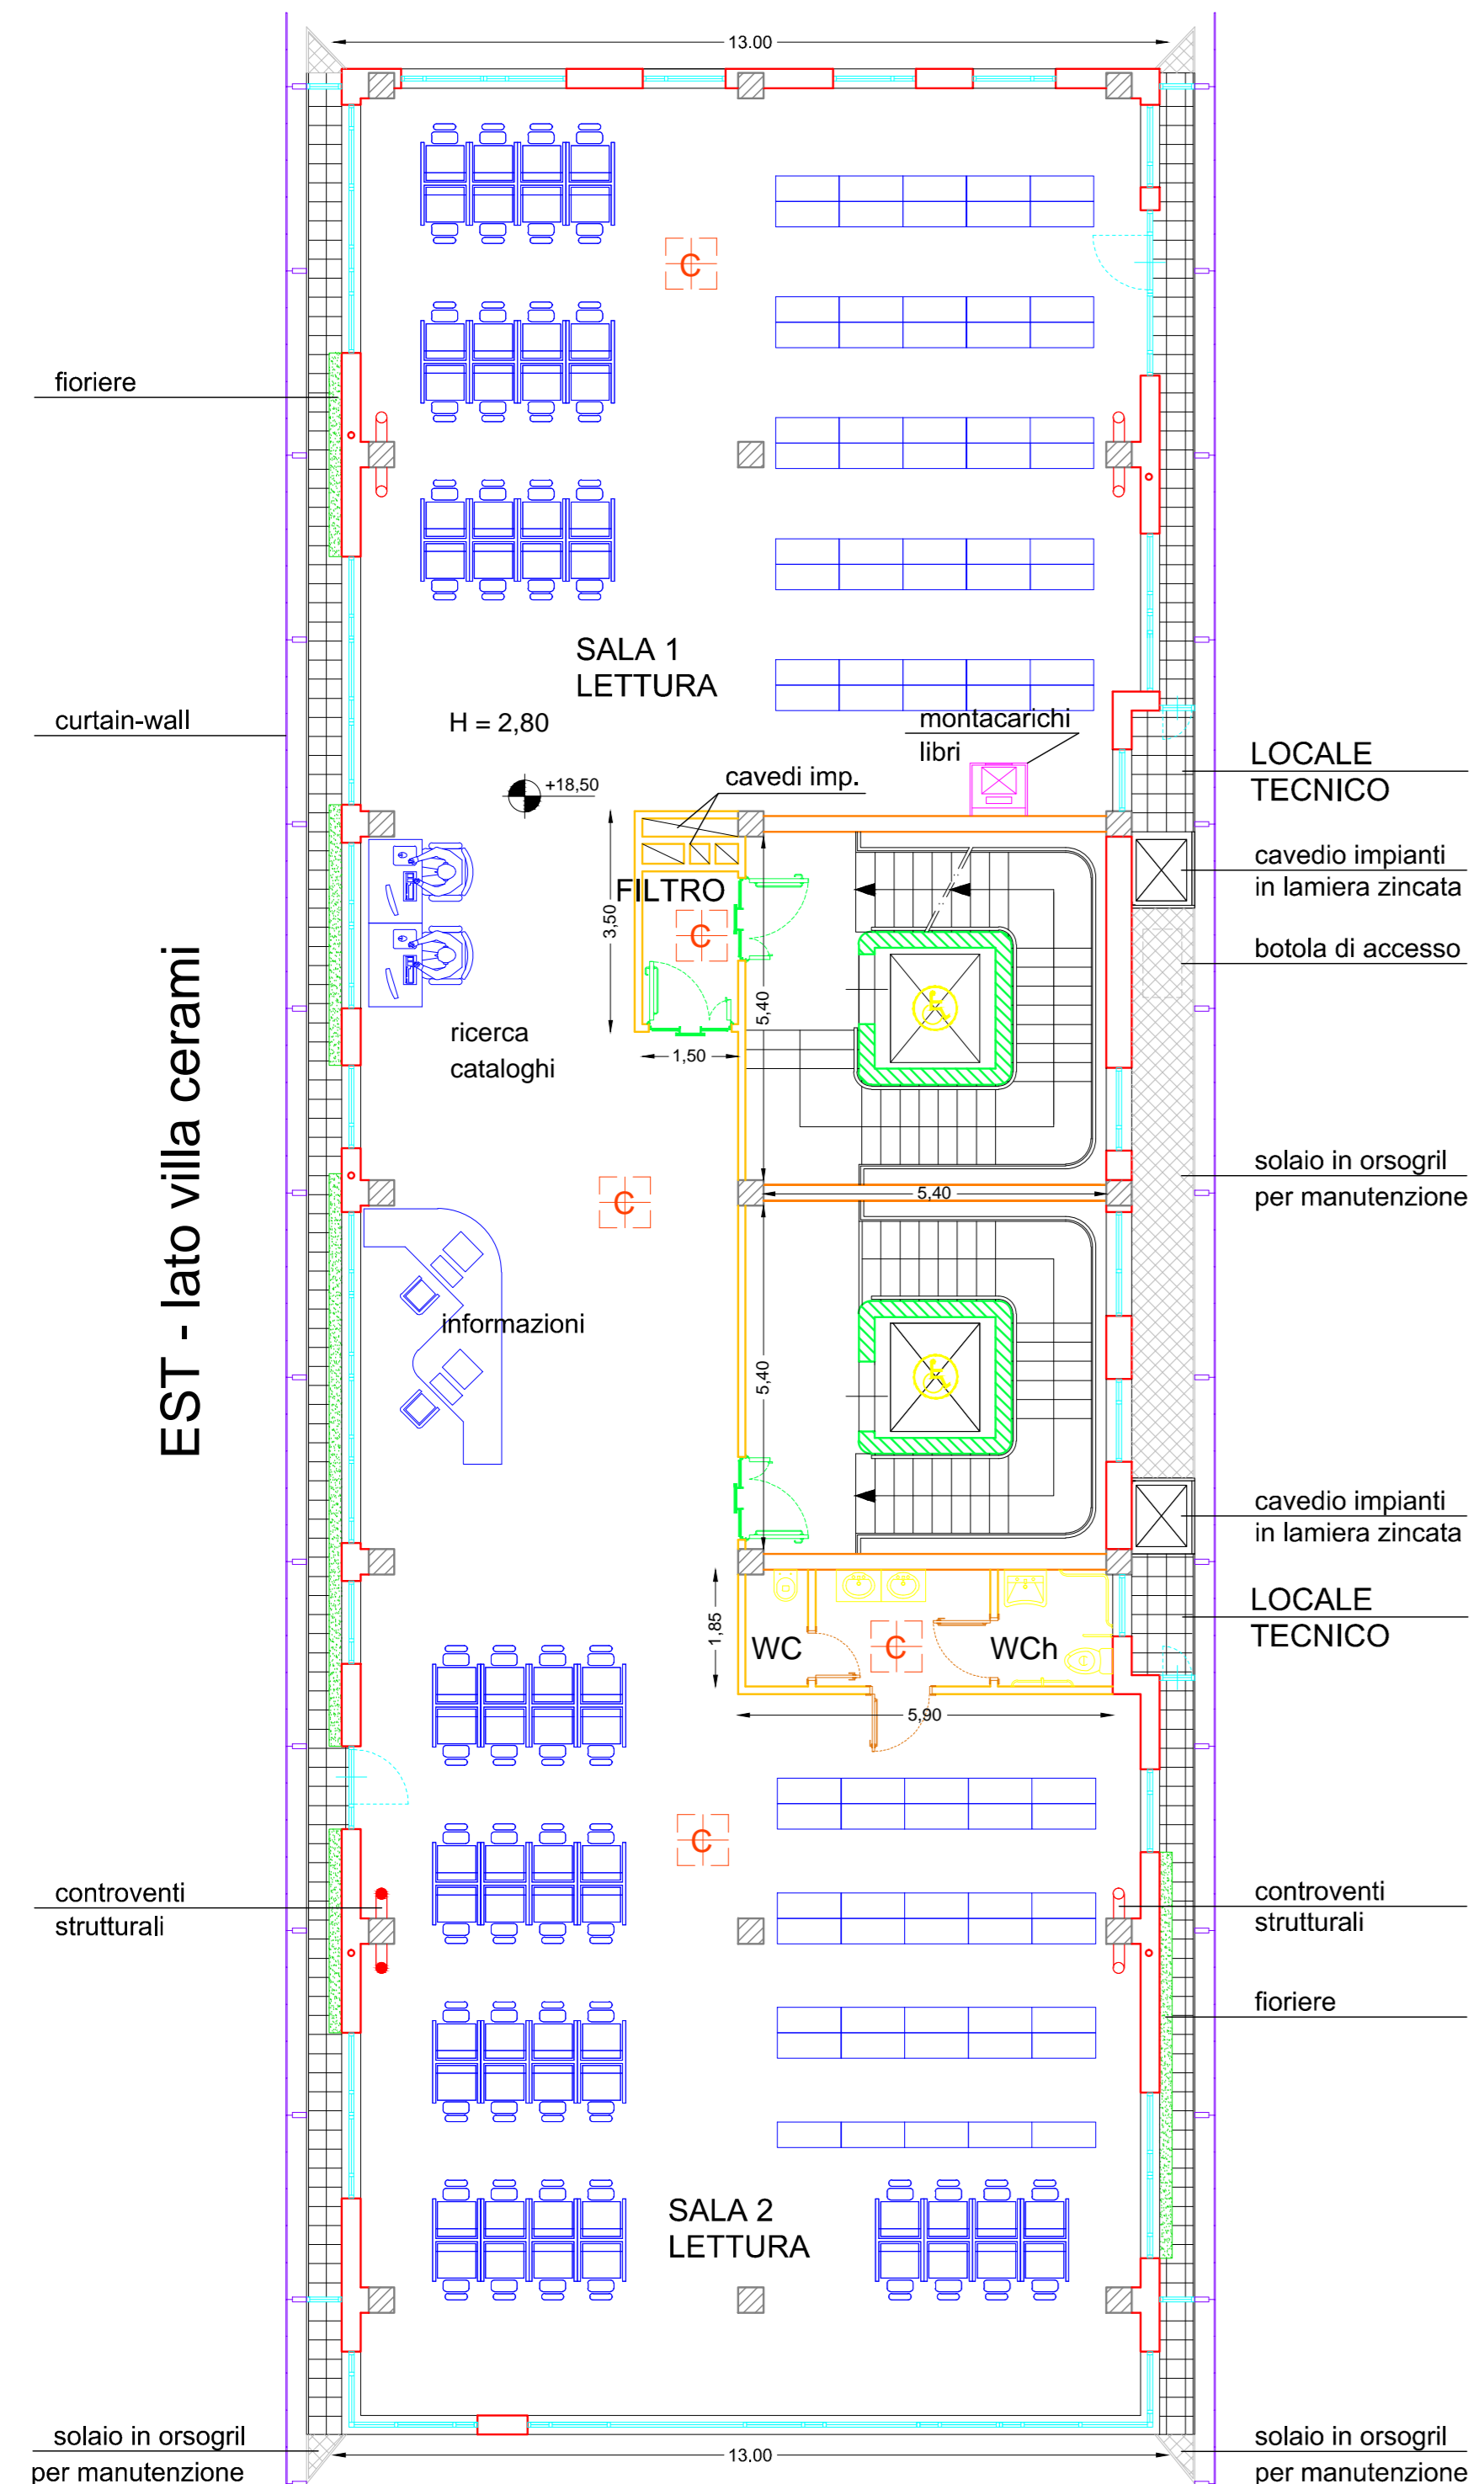 13.00
C
fioriere
C
SALA 1
LETTURA
curtain-wall
H = 2,80
montacarichi
libri
LOCALE
TECNICO
cavedi imp.
+18,50
cavedio impianti
in lamiera zincata
FILTRO
3,50
C
botola di accesso
5,40
ricerca
cataloghi
1,50
EST - lato villa cerami
solaio in orsogril
per manutenzione
5,40
C
informazioni
5,40
cavedio impianti
in lamiera zincata
LOCALE
TECNICO
1,85
WC
C
WCh
5,90
C
controventi
strutturali
controventi
strutturali
fioriere
SALA 2
LETTURA
solaio in orsogril
per manutenzione
13.00
solaio in orsogril
per manutenzione